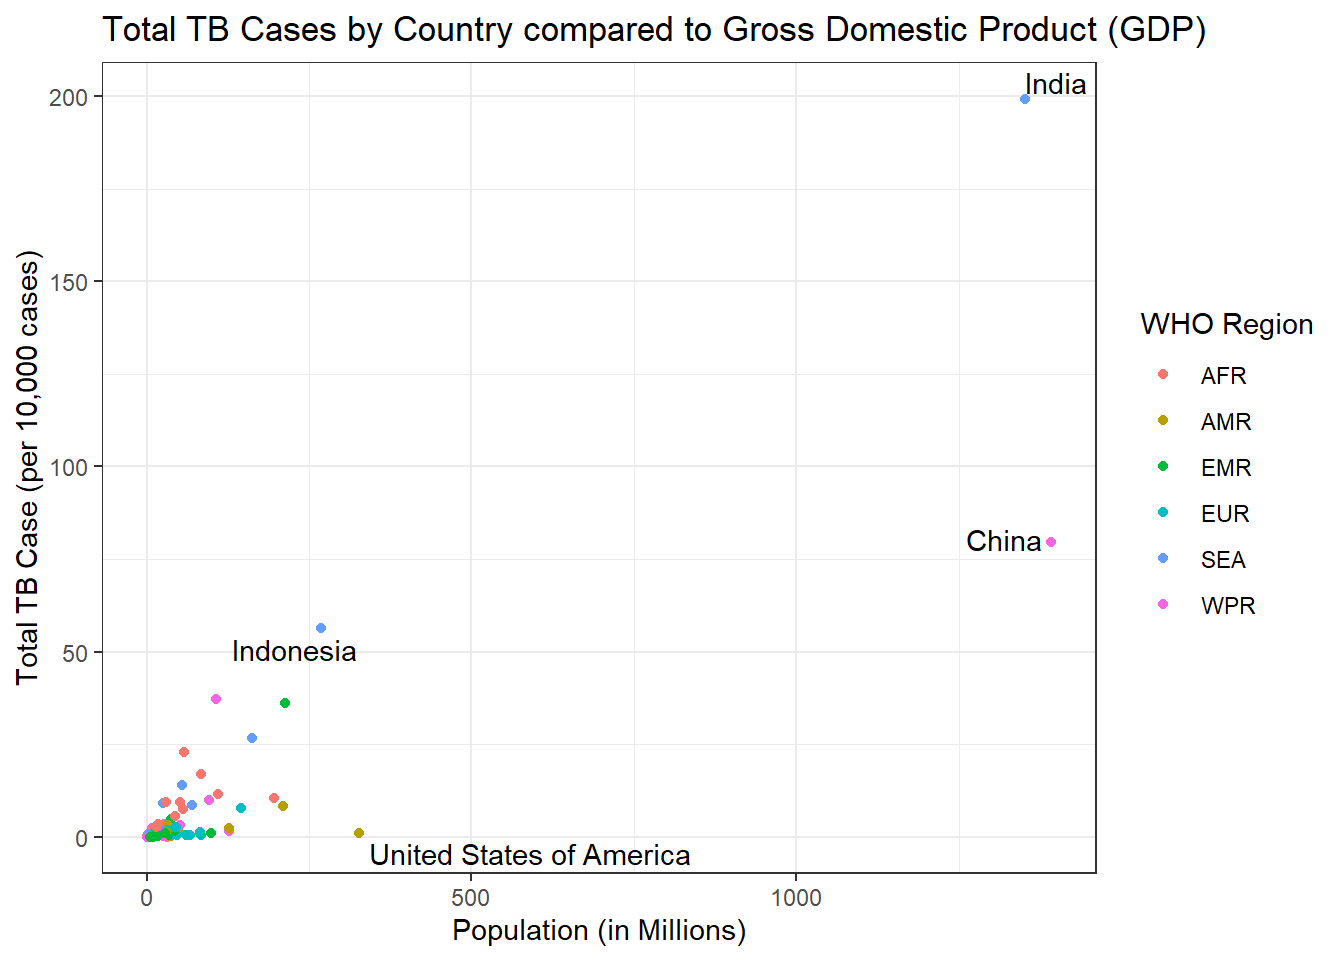 Total TB Cases by Country compared to Gross Domestic Product (GDP)
Total TB Case (per 10,000 cases)
200
150
100
50
0
India
China
Indonesia
United States of America
0 500 1000
Population (in Millions)
WHO Region
AFR
AMR
EMR
EUR
SEA
WPR